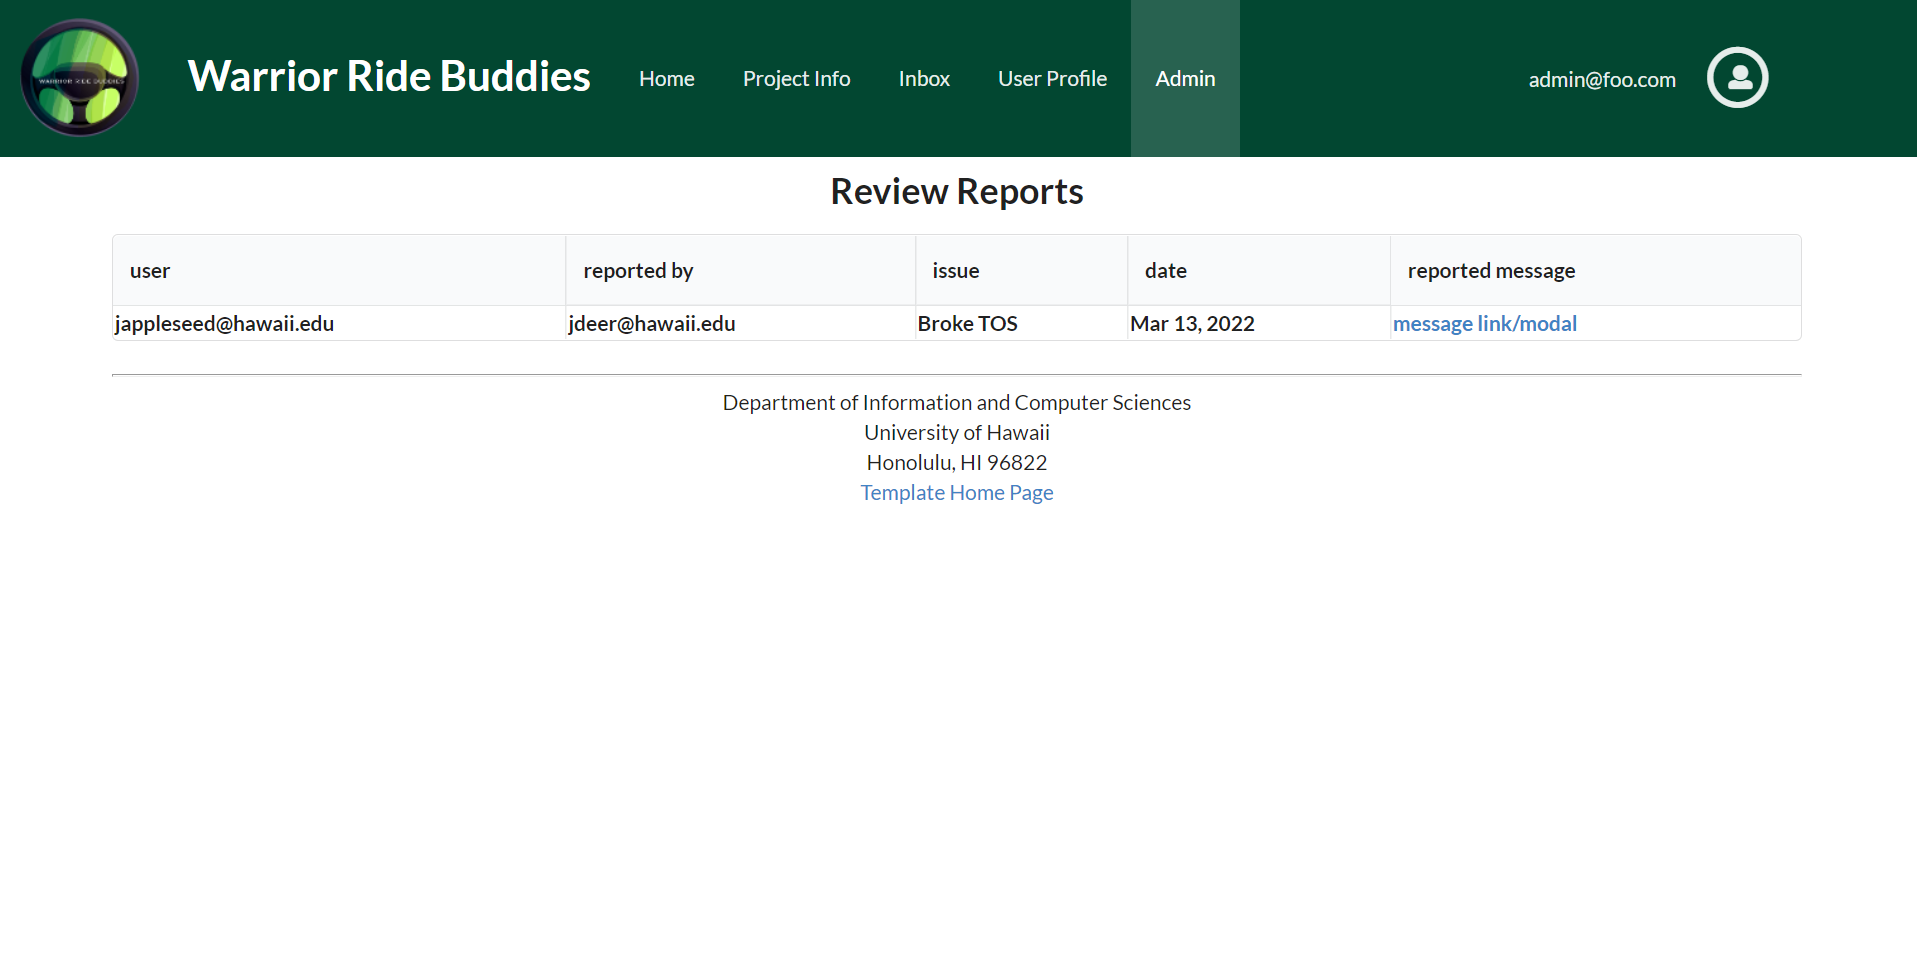 WARRIOR RIDE BUDDIES
Warrior Ride Buddies Home Project Info Inbox User Profile Admin admin@foo.com
Review Reports
user reported by issue date reported message
jappleseed@hawaii.edu jdeer@hawaii.edu Broke TOS Mar 13, 2022 message link/modal
Department of Information and Computer Sciences
University of Hawaii
Honolulu, HI 96822
Template Home Page